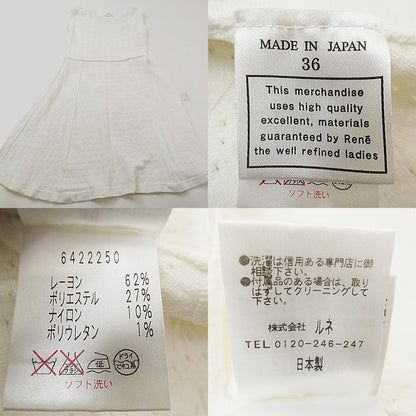 MADE IN JAPAN
36
This merchandise
uses high quality
excellent, materials
guaranteed by René
the well refined ladies
ソフト洗い
6422250
レーヨン 62%
ポリエステル 27%
ナイロン 10%
ポリウレタン 1%
低
ドライ
セキユ系
ソフト洗い
●洗濯は信用ある専門店に御
相談下さい。
●付属品のある場合は、取り
はずしてクリーニングして
下さい。
株式会社 ルネ
TEL 0120-246-247
日本製